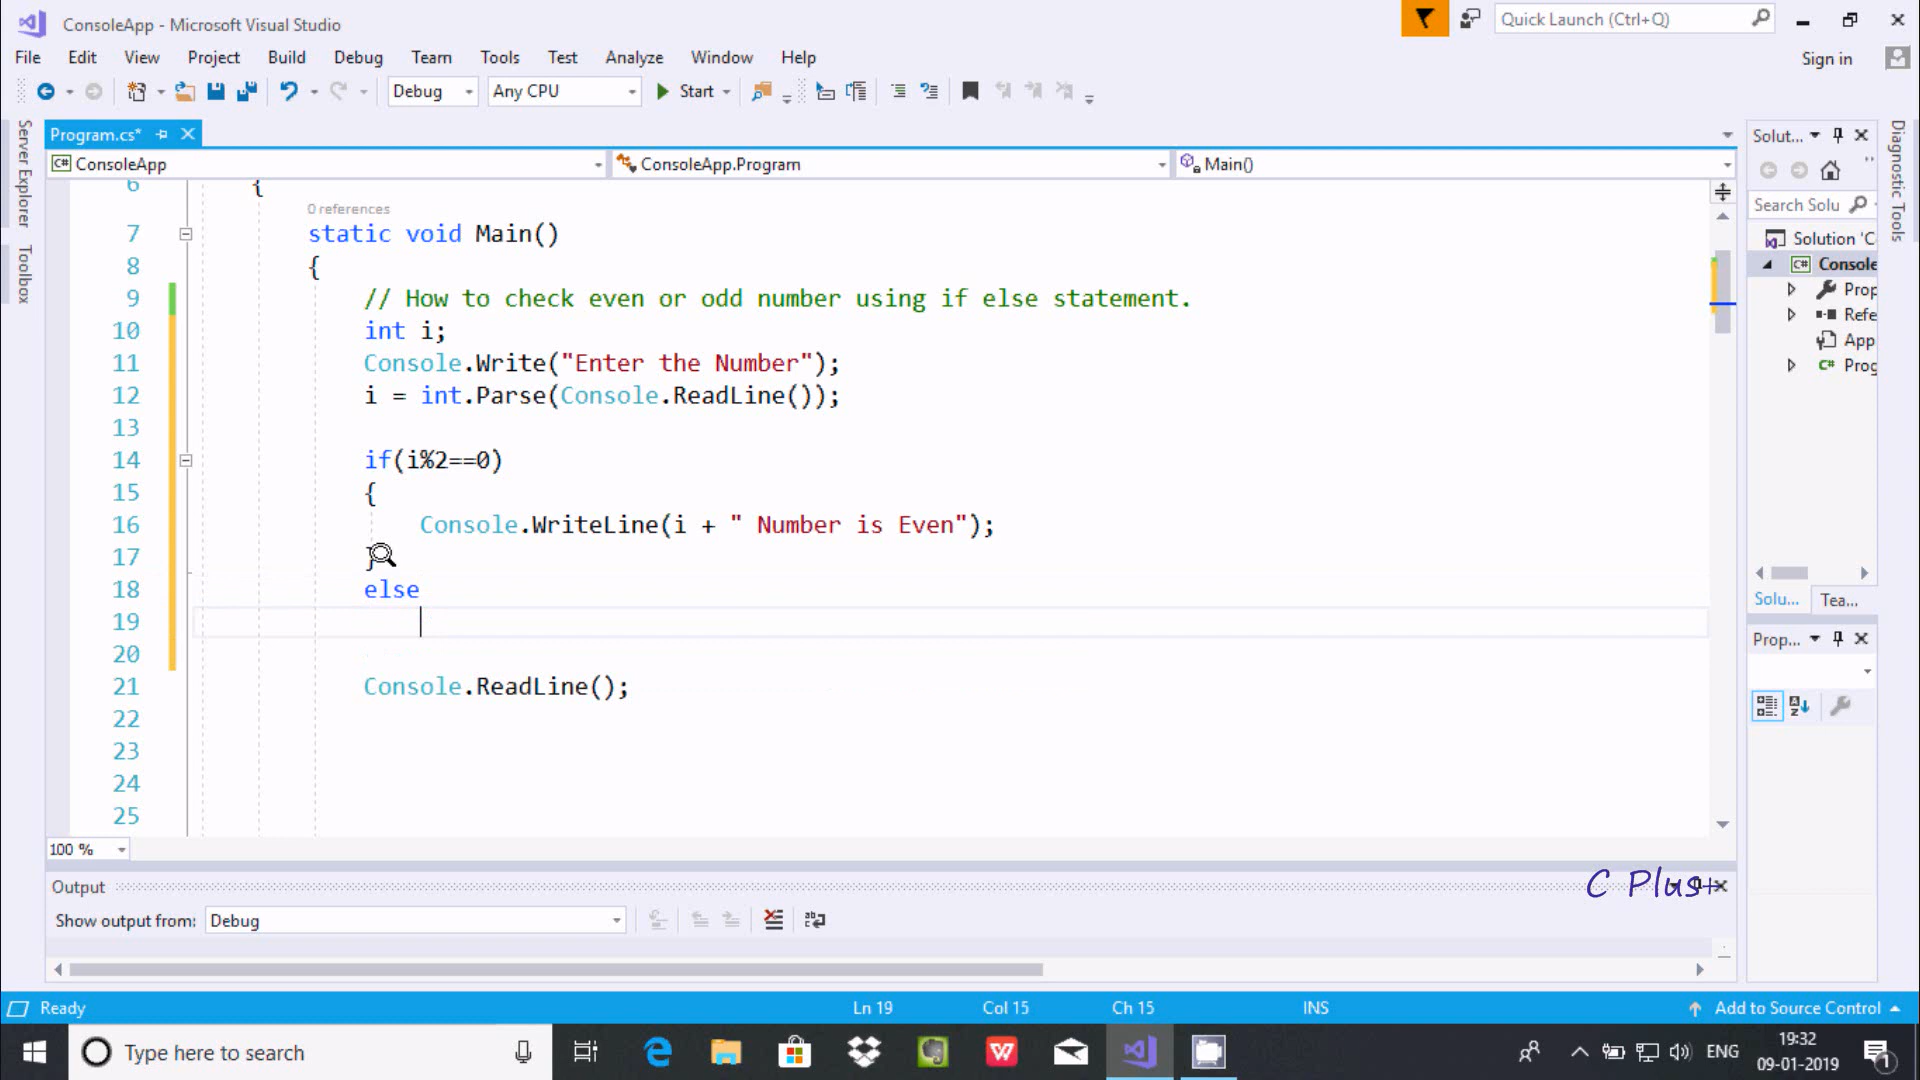 ConsoleApp - Microsoft Visual Studio
Quick Launch (Ctrl+Q)
File Edit View Project Build Debug Team Tools Test Analyze Window Help
Sign in
Debug Any CPU Start
Server Explorer
Toolbox
Program.cs*
ConsoleApp
ConsoleApp.Program
Main()
6 {
0 references
7 static void Main()
8 {
9 // How to check even or odd number using if else statement.
10 int i;
11 Console.Write("Enter the Number");
12 i = int.Parse(Console.ReadLine());
13
14 if(i%2==0)
15 {
16 Console.WriteLine(i + " Number is Even");
17 }
18 else
19
20
21 Console.ReadLine();
22
23
24
25
100 %
Output
Show output from: Debug
C Plus+
Solut...
Search Solu
Solution 'C
Console
Prop
Refe
App
C# Prog
Solu... Tea...
Prop...
Diagnostic Tools
Ready Ln 19 Col 15 Ch 15 INS Add to Source Control
Type here to search
ENG
19:32
09-01-2019
1